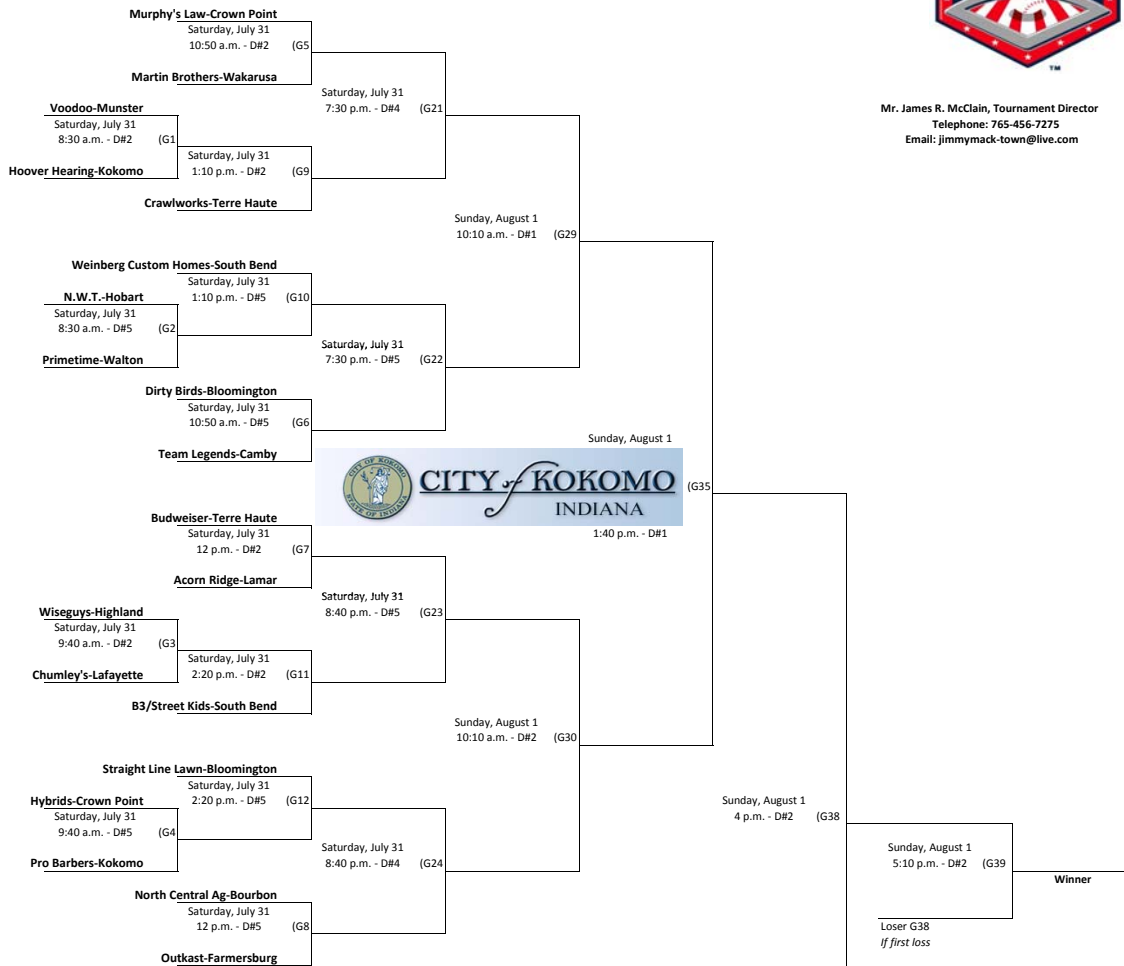 Murphy's Law-Crown Point
Saturday, July 31
10:50 a.m. - D#2 (G5
Martin Brothers-Wakarusa
Saturday, July 31
7:30 p.m. - D#4 (G21
Voodoo-Munster
Saturday, July 31
8:30 a.m. - D#2 (G1
Hoover Hearing-Kokomo
Saturday, July 31
1:10 p.m. - D#2 (G9
Crawlworks-Terre Haute
TM
Mr. James R. McClain, Tournament Director
Telephone: 765-456-7275
Email: jimmymack-town@live.com
Sunday, August 1
10:10 a.m. - D#1 (G29
Weinberg Custom Homes-South Bend
Saturday, July 31
1:10 p.m. - D#5 (G10
N.W.T.-Hobart
Saturday, July 31
8:30 a.m. - D#5 (G2
Primetime-Walton
Saturday, July 31
7:30 p.m. - D#5 (G22
Dirty Birds-Bloomington
Saturday, July 31
10:50 a.m. - D#5 (G6
Team Legends-Camby
Sunday, August 1
CITY OF KOKOMO
STATE OF INDIANA
CITY of KOKOMO
INDIANA
(G35
1:40 p.m. - D#1
Budweiser-Terre Haute
Saturday, July 31
12 p.m. - D#2 (G7
Acorn Ridge-Lamar
Saturday, July 31
8:40 p.m. - D#5 (G23
Wiseguys-Highland
Saturday, July 31
9:40 a.m. - D#2 (G3
Chumley's-Lafayette
Saturday, July 31
2:20 p.m. - D#2 (G11
B3/Street Kids-South Bend
Sunday, August 1
10:10 a.m. - D#2 (G30
Straight Line Lawn-Bloomington
Saturday, July 31
2:20 p.m. - D#5 (G12
Hybrids-Crown Point
Saturday, July 31
9:40 a.m. - D#5 (G4
Pro Barbers-Kokomo
Saturday, July 31
8:40 p.m. - D#4 (G24
North Central Ag-Bourbon
Saturday, July 31
12 p.m. - D#5 (G8
Outkast-Farmersburg
Sunday, August 1
4 p.m. - D#2 (G38
Sunday, August 1
5:10 p.m. - D#2 (G39
Winner
Loser G38
If first loss